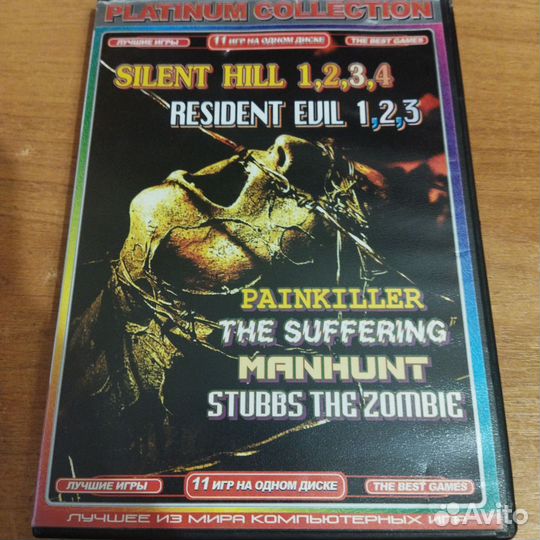 PLATINUM COLLECTION
ЛУЧШИЕ ИГРЫ 11 ИГР НА ОДНОМ ДИСКЕ THE BEST GAMES
SILENT HILL 1,2,3,4
RESIDENT EVIL 1,2,3
PAINKILLER
THE SUFFERING
MANHUNT
STUBBS THE ZOMBIE
ЛУЧШИЕ ИГРЫ 11 ИГР НА ОДНОМ ДИСКЕ THE BEST GAMES
ЛУЧШЕЕ ИЗ МИРА КОМПЬЮТЕРНЫХ
Avito